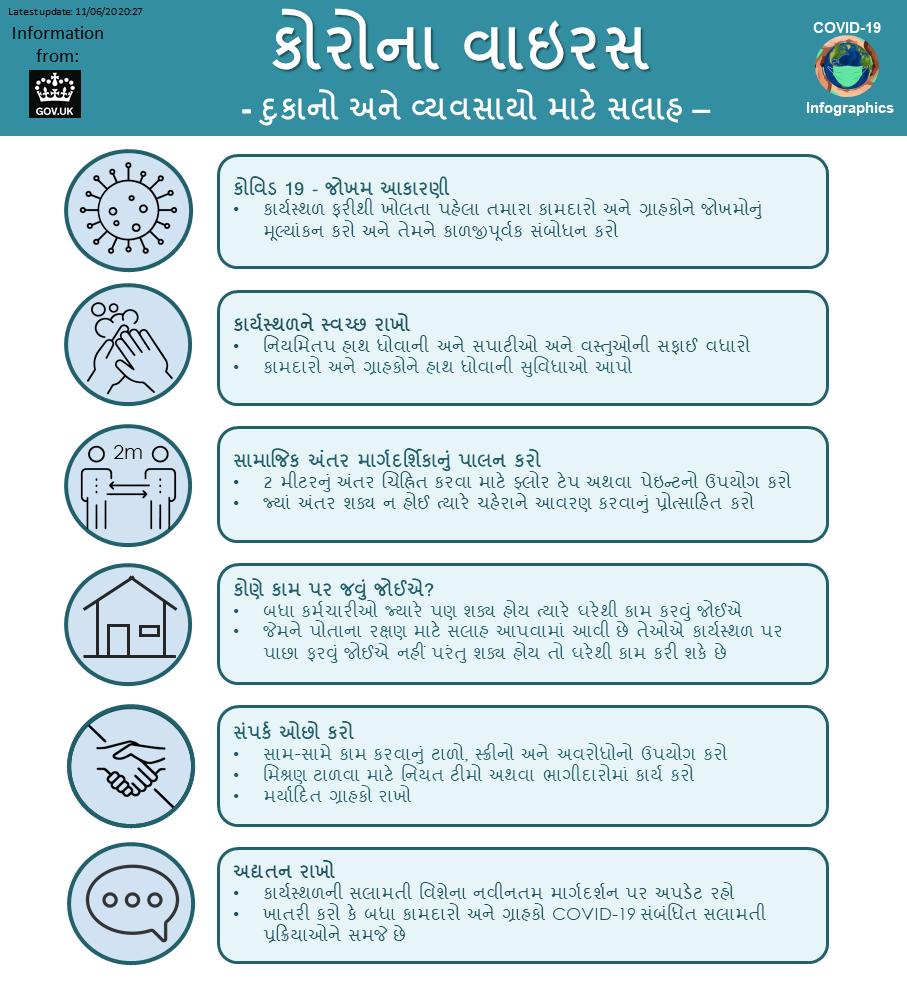 Latest update: 11/06/20 20:27
Information
from:
GOV.UK
કોરોના વાઇરસ
- દુકાનો અને વ્યવસાયો માટે સલાહ –
COVID-19
Infographics
કોવિડ 19 - જોખમ આકારણી
• કાર્યસ્થળ ફરીથી ખોલતા પહેલા તમારા કામદારો અને ગ્રાહકોને જોખમોનું
મૂલ્યાંકન કરો અને તેમને કાળજીપૂર્વક સંબોધન કરો
કાર્યસ્થળને સ્વચ્છ રાખો
• નિયમિતપ હાથ ધોવાની અને સપાટીઓ અને વસ્તુઓની સફાઈ વધારો
• કામદારો અને ગ્રાહકોને હાથ ધોવાની સુવિધાઓ આપો
2m
સામાજિક અંતર માર્ગદર્શિકાનું પાલન કરો
• 2 મીટરનું અંતર ચિહ્નિત કરવા માટે ફ્લોર ટેપ અથવા પેઇન્ટનો ઉપયોગ કરો
• જ્યાં અંતર શક્ય ન હોઈ ત્યારે ચહેરાને આવરણ કરવાનું પ્રોત્સાહિત કરો
કોણે કામ પર જવું જોઈએ?
• બધા કર્મચારીઓ જ્યારે પણ શક્ય હોય ત્યારે ઘરેથી કામ કરવું જોઈએ
• જેમને પોતાના રક્ષણ માટે સલાહ આપવામાં આવી છે તેઓએ કાર્યસ્થળ પર
પાછા ફરવું જોઈએ નહીં પરંતુ શક્ય હોય તો ઘરેથી કામ કરી શકે છે
સંપર્ક ઓછો કરો
• સામ-સામે કામ કરવાનું ટાળો, સ્ક્રીનો અને અવરોધોનો ઉપયોગ કરો
• મિશ્રણ ટાળવા માટે નિયત ટીમો અથવા ભાગીદારોમાં કાર્ય કરો
• મર્યાદિત ગ્રાહકો રાખો
અદ્યતન રાખો
• કાર્યસ્થળની સલામતી વિશેના નવીનતમ માર્ગદર્શન પર અપડેટ રહો
• ખાતરી કરો કે બધા કામદારો અને ગ્રાહકો COVID-19 સંબંધિત સલામતી
પ્રક્રિયાઓને સમજે છે